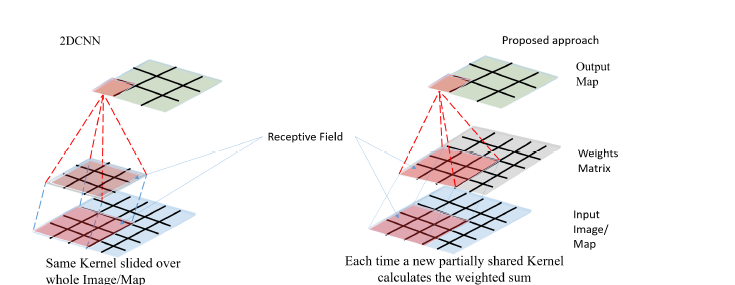 2DCNN
Proposed approach
Output
Map
Receptive Field
Weights
Matrix
Input
Image/
Map
Same Kernel slided over
whole Image/Map
Each time a new partially shared Kernel
calculates the weighted sum